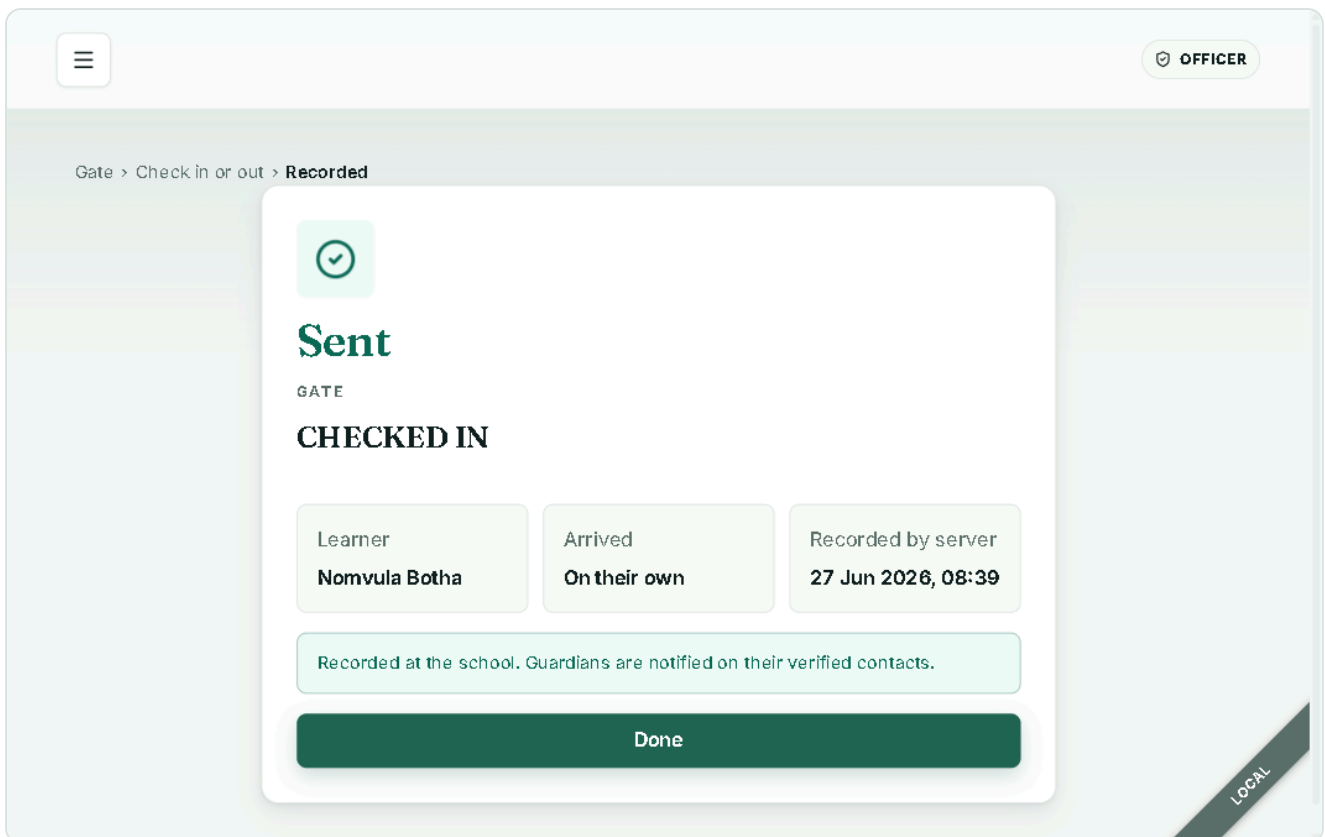 OFFICER
Gate › Check in or out › Recorded
Sent
GATE
CHECKED IN
Learner
Nomvula Botha
Arrived
On their own
Recorded by server
27 Jun 2026, 08:39
Recorded at the school. Guardians are notified on their verified contacts.
Done
LOCAL